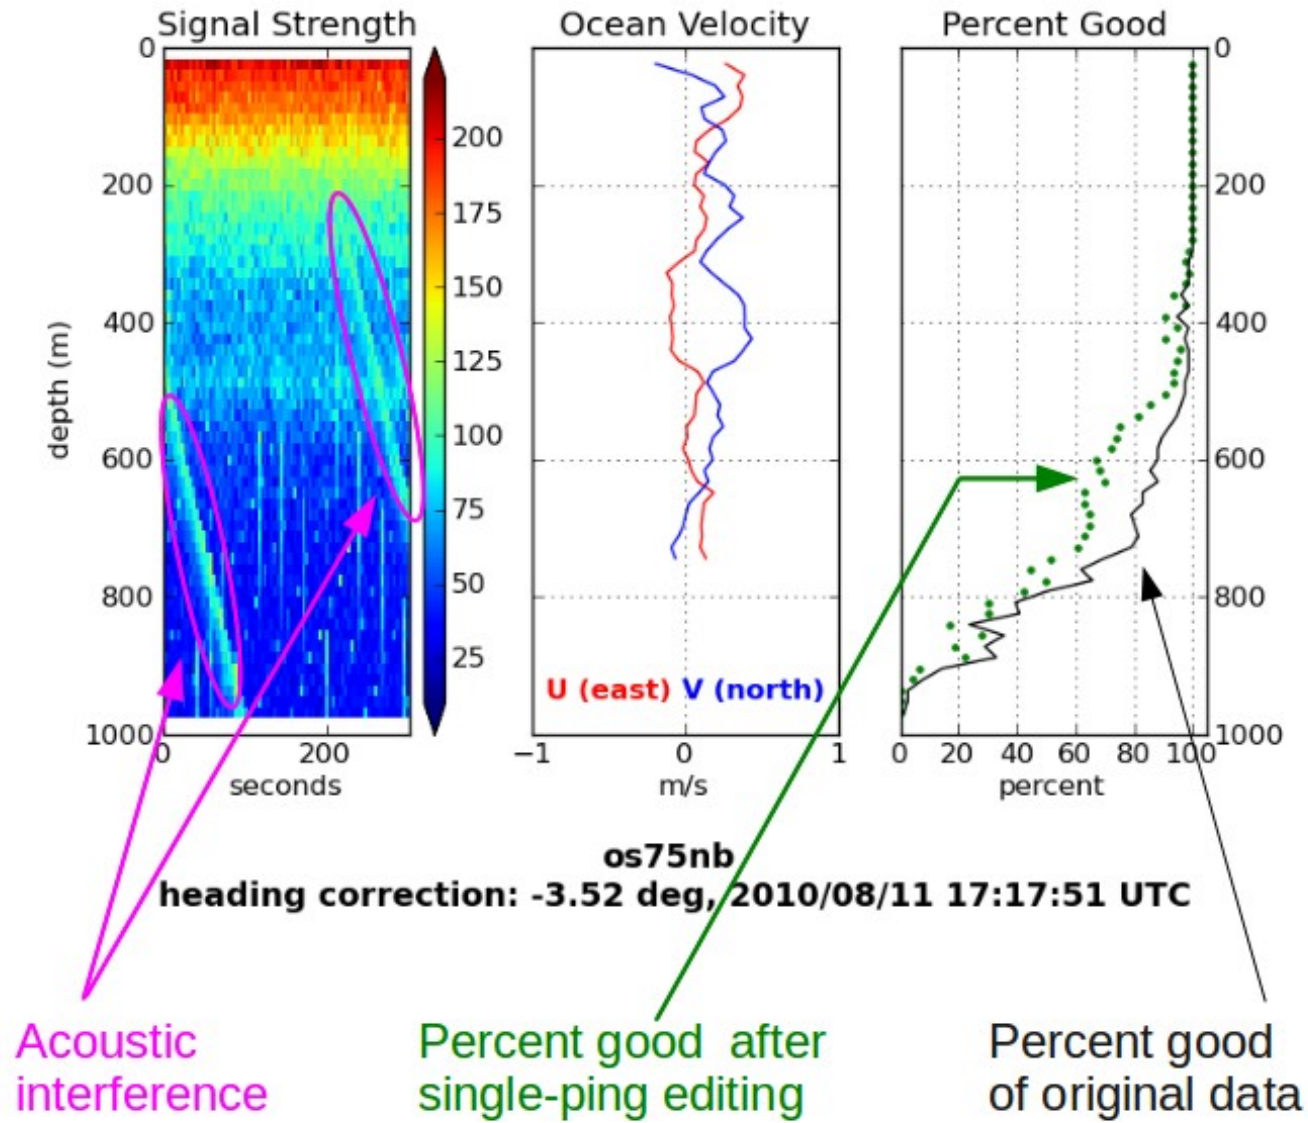 Signal Strength
Ocean Velocity
Percent Good
0
200
400
600
800
1000
depth (m)
0
200
seconds
200
175
150
125
100
75
50
25
U (east) V (north)
−1
0
1
m/s
0
20
40
60
80
100
percent
0
200
400
600
800
1000
os75nb
heading correction: -3.52 deg, 2010/08/11 17:17:51 UTC
Acoustic
interference
Percent good after
single-ping editing
Percent good
of original data